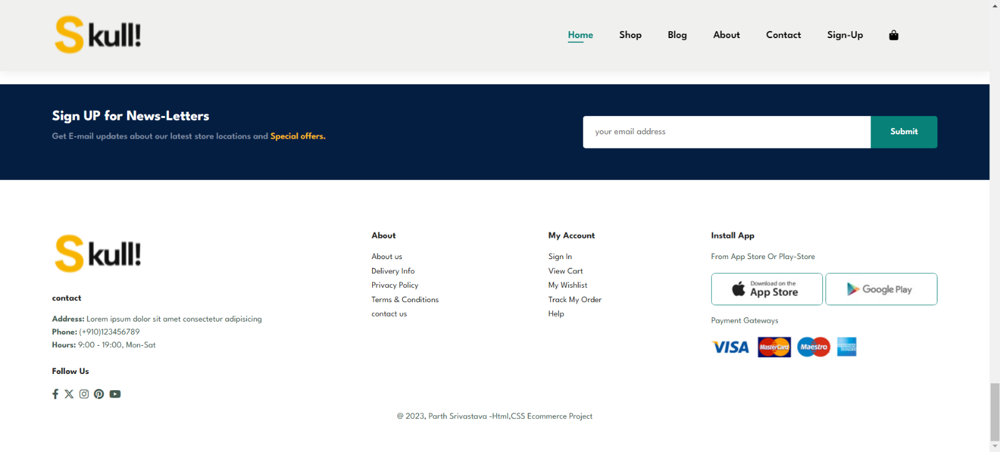 Skull!
Home Shop Blog About Contact Sign-Up
Sign UP for News-Letters
Get E-mail updates about our latest store locations and Special offers.
your email address
Submit
Skull!
contact
Address: Lorem ipsum dolor sit amet consectetur adipisicing
Phone: (+910)123456789
Hours: 9:00 - 19:00, Mon-Sat
Follow Us
About
About us
Delivery Info
Privacy Policy
Terms & Conditions
contact us
My Account
Sign In
View Cart
My Wishlist
Track My Order
Help
Install App
From App Store Or Play-Store
Download on the
App Store
Google Play
Payment Gateways
VISA MasterCard Maestro
@ 2023, Parth Srivastava -Html,CSS Ecommerce Project